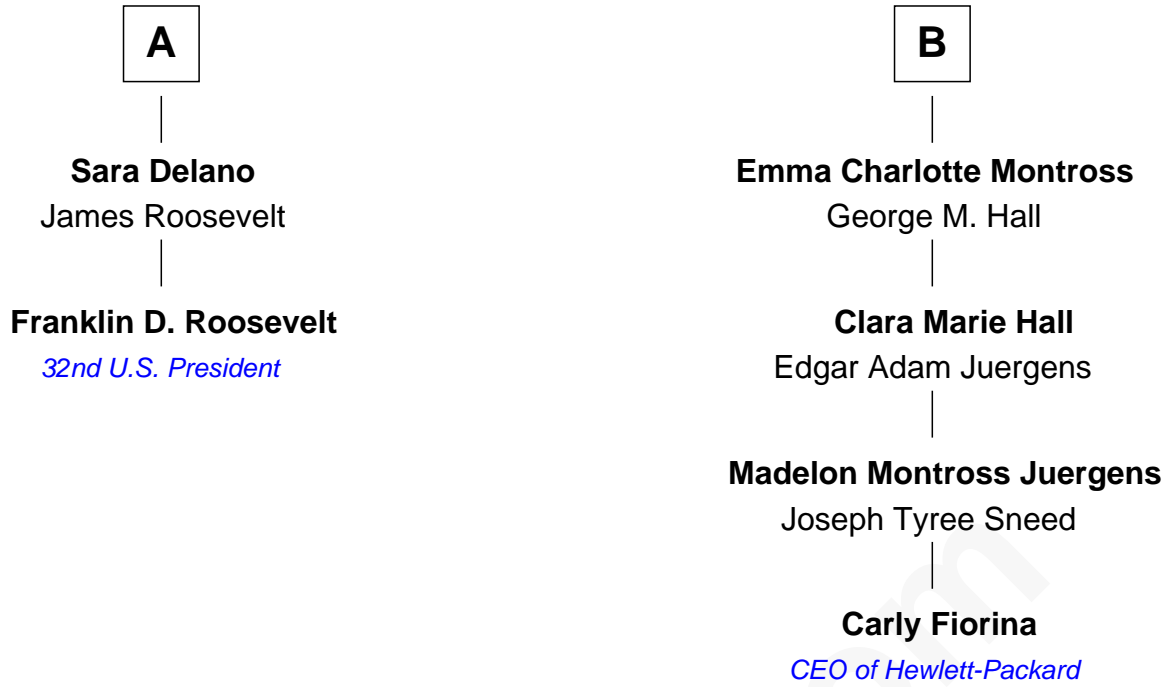 A
Sara Delano
James Roosevelt
Franklin D. Roosevelt
32nd U.S. President
B
Emma Charlotte Montross
George M. Hall
Clara Marie Hall
Edgar Adam Juergens
Madelon Montross Juergens
Joseph Tyree Sneed
Carly Fiorina
CEO of Hewlett-Packard